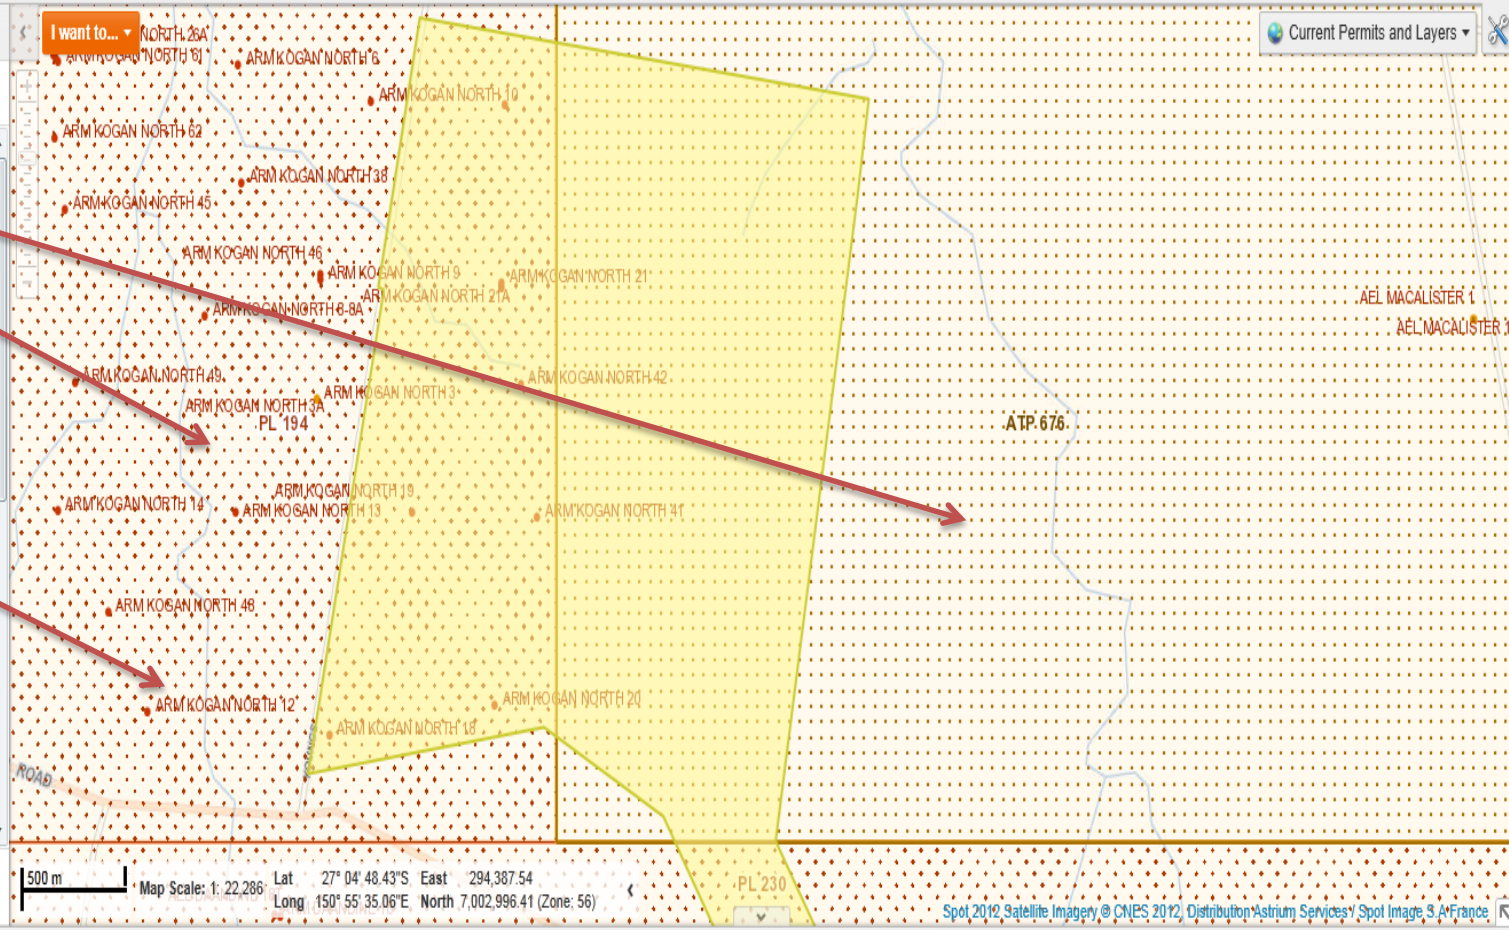 I want to...
Current Permits and Layers
NORTH 26A
ARM KOGAN NORTH 61
ARM KOGAN NORTH 6
ARM KOGAN NORTH 10
ARM KOGAN NORTH 62
ARM KOGAN NORTH 38
ARM KOGAN NORTH 45
ARM KOGAN NORTH 46
ARM KOGAN NORTH 9
ARM KOGAN NORTH 21
ARM KOGAN NORTH 21A
ARM KOGAN NORTH 8-8A
AEL MACALISTER 1
AEL MACALISTER 1
ARM KOGAN NORTH 49
ARM KOGAN NORTH 42
ARM KOGAN NORTH 3
ARM KOGAN NORTH 3A
PL 194
ATP 676
ARM KOGAN NORTH 19
ARM KOGAN NORTH 14
ARM KOGAN NORTH 13
ARM KOGAN NORTH 41
ARM KOGAN NORTH 48
ARM KOGAN NORTH 20
ARM KOGAN NORTH 12
ARM KOGAN NORTH 18
ROAD
500 m
Map Scale: 1: 22,286
Lat 27° 04' 48.43"S East 294,387.54
Long 150° 55' 35.06"E North 7,002,996.41 (Zone: 56)
PL 230
Spot 2012 Satellite Imagery © CNES 2012, Distribution Astrium Services / Spot Image S.A France